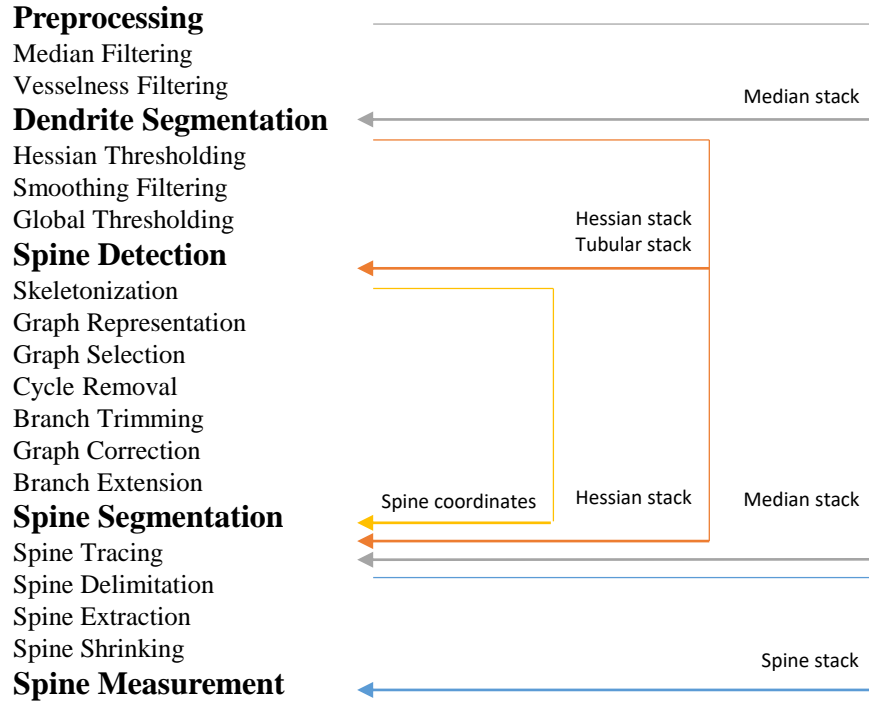 Preprocessing
Median Filtering
Vesselness Filtering
Median stack
Dendrite Segmentation
Hessian Thresholding
Smoothing Filtering
Global Thresholding
Hessian stack
Tubular stack
Spine Detection
Skeletonization
Graph Representation
Graph Selection
Cycle Removal
Branch Trimming
Graph Correction
Branch Extension
Spine coordinates Hessian stack Median stack
Spine Segmentation
Spine Tracing
Spine Delimitation
Spine Extraction
Spine Shrinking
Spine stack
Spine Measurement